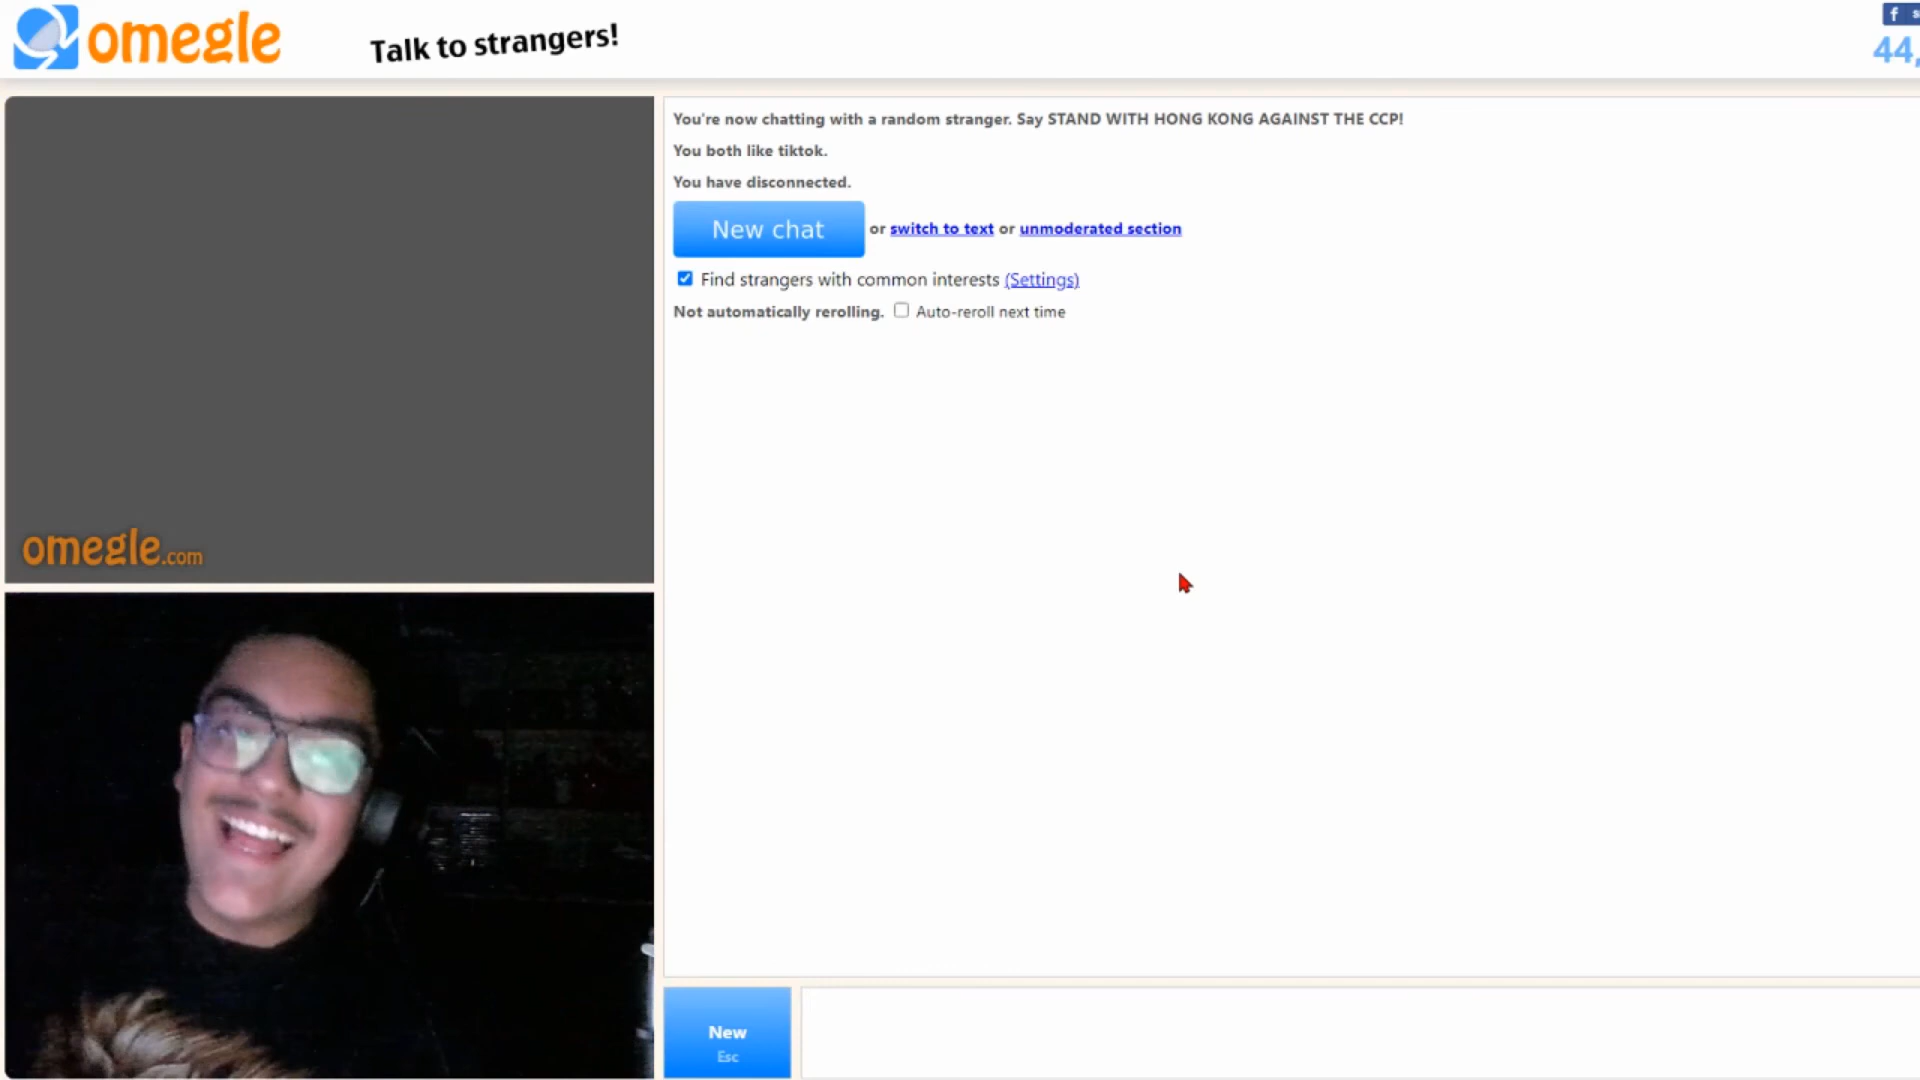 omegle
Talk to strangers!
f
44,
You're now chatting with a random stranger. Say STAND WITH HONG KONG AGAINST THE CCP!
You both like tiktok.
You have disconnected.
New chat or switch to text or unmoderated section
Find strangers with common interests (Settings)
Not automatically rerolling. Auto-reroll next time
omegle.com
New
Esc